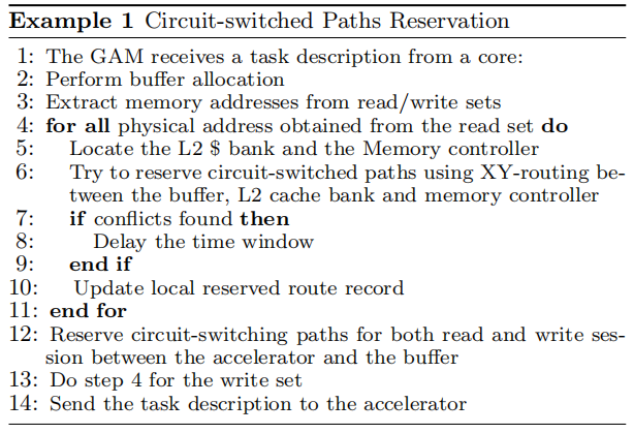 Example 1 Circuit-switched Paths Reservation
1: The GAM receives a task description from a core:
2: Perform buffer allocation
3: Extract memory addresses from read/write sets
4: for all physical address obtained from the read set do
5: Locate the L2 $ bank and the Memory controller
6: Try to reserve circuit-switched paths using XY-routing be-
tween the buffer, L2 cache bank and memory controller
7: if conflicts found then
8: Delay the time window
9: end if
10: Update local reserved route record
11: end for
12: Reserve circuit-switching paths for both read and write ses-
sion between the accelerator and the buffer
13: Do step 4 for the write set
14: Send the task description to the accelerator